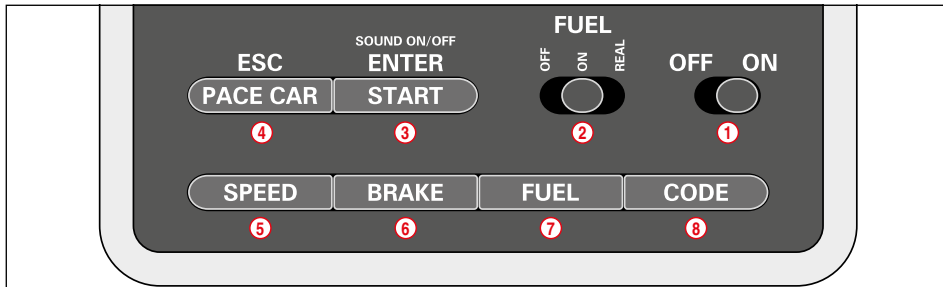 FUEL
SOUND ON/OFF
OFF ON REAL
ESC ENTER OFF ON
PACE CAR START
4 3 2 1
SPEED BRAKE FUEL CODE
5 6 7 8